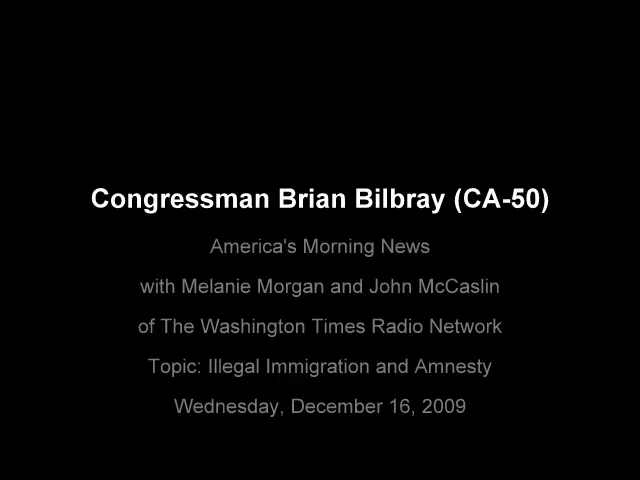 Congressman Brian Bilbray (CA-50)
America's Morning News
with Melanie Morgan and John McCaslin
of The Washington Times Radio Network
Topic: Illegal Immigration and Amnesty
Wednesday, December 16, 2009